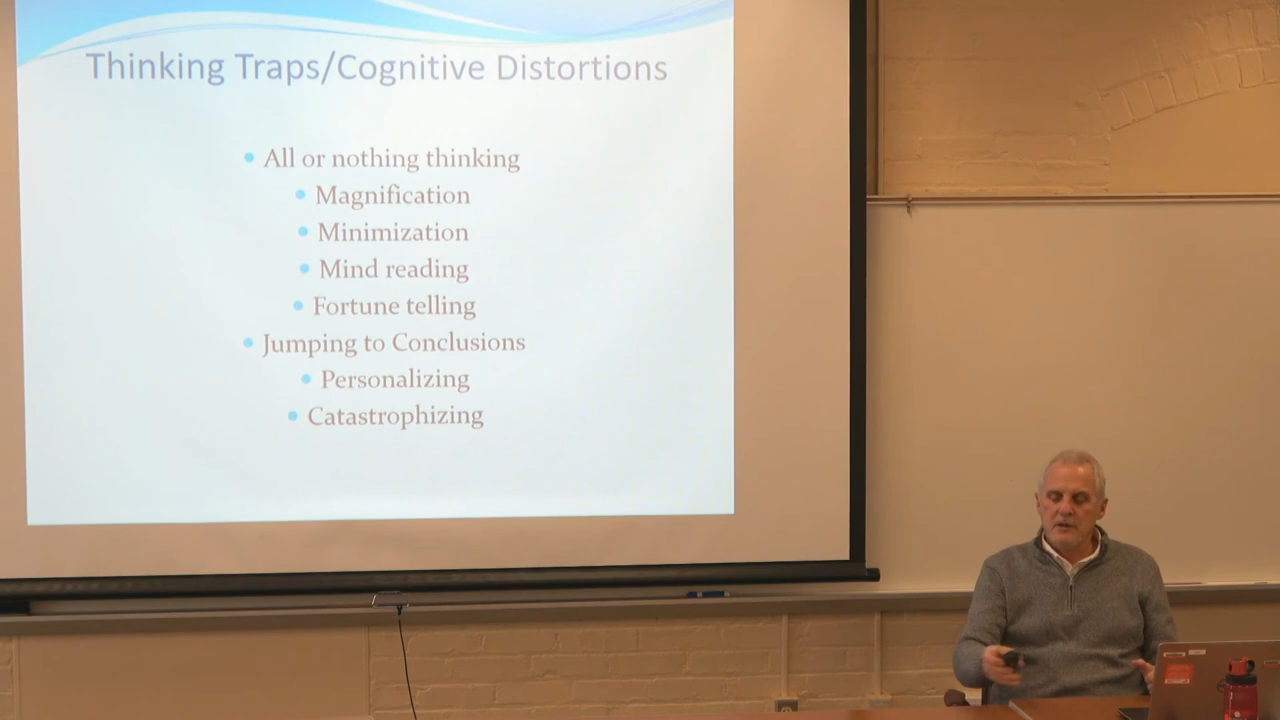 Thinking Traps/Cognitive Distortions
• All or nothing thinking
• Magnification
• Minimization
• Mind reading
• Fortune telling
• Jumping to Conclusions
• Personalizing
• Catastrophizing